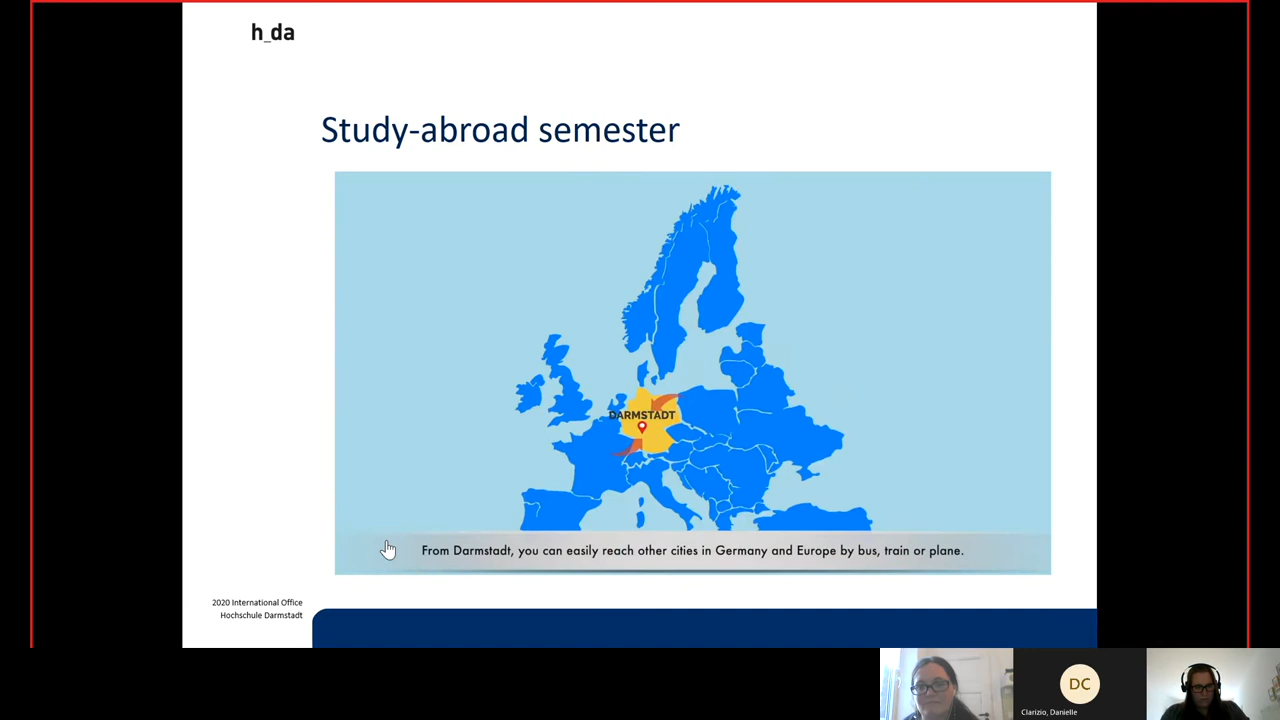 h_da
Study-abroad semester
DARMSTADT
From Darmstadt, you can easily reach other cities in Germany and Europe by bus, train or plane.
2020 International Office
Hochschule Darmstadt
DC
Clarizio, Danielle